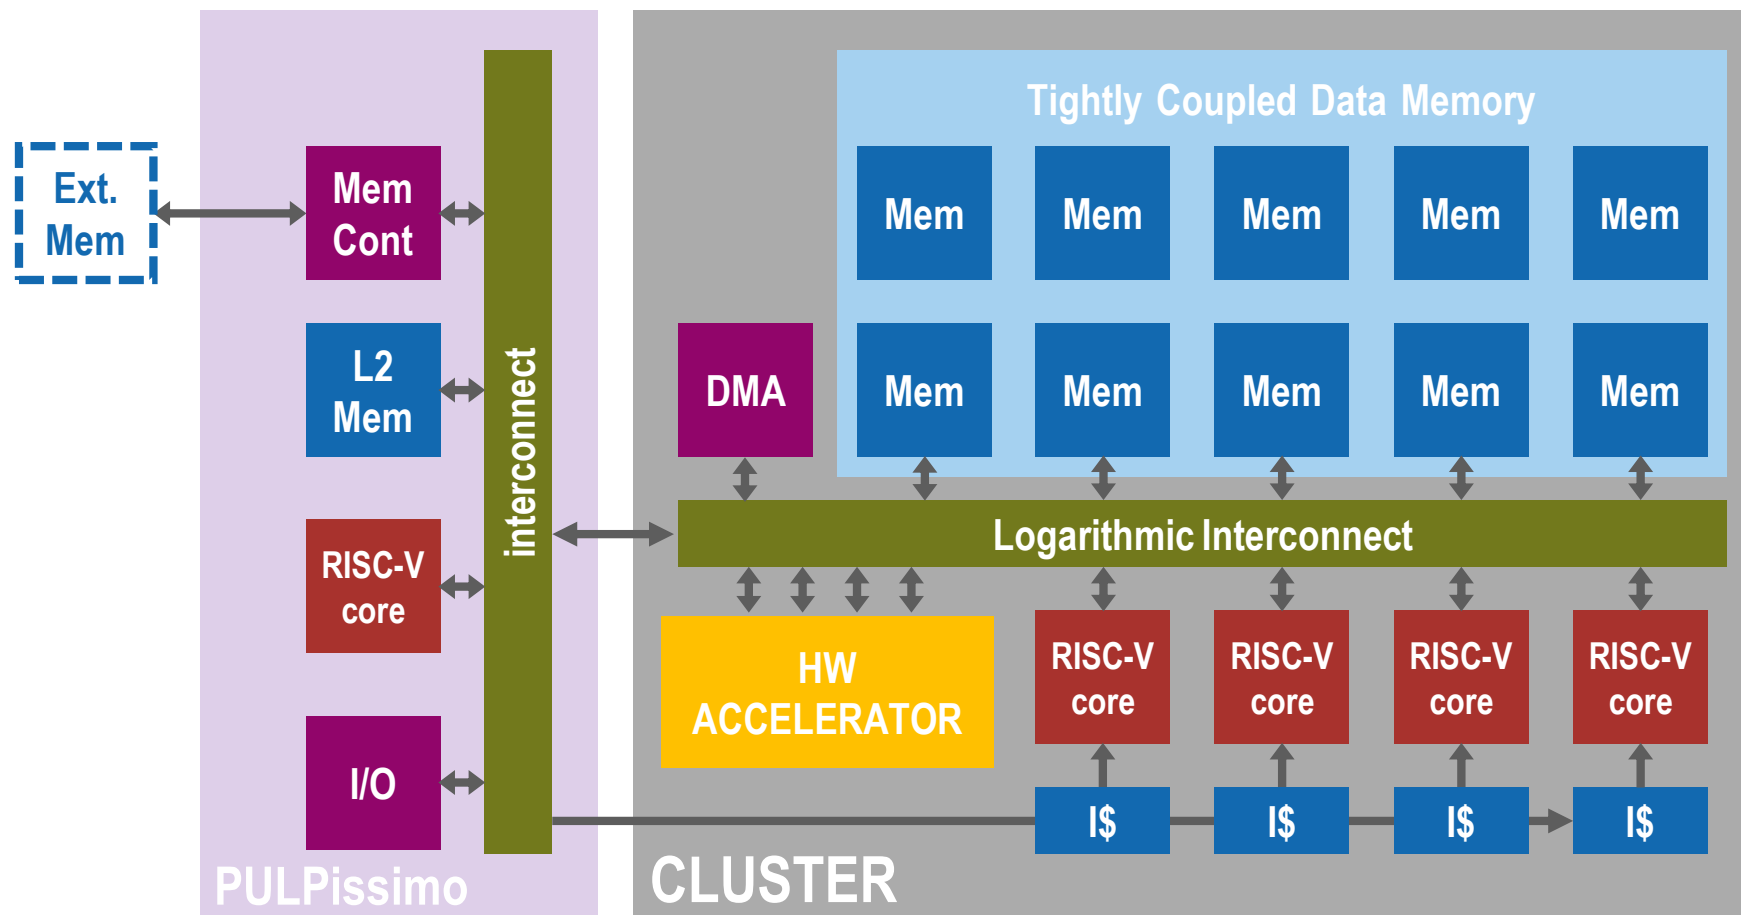 Tightly Coupled Data Memory
Ext.
Mem
Mem
Cont
Mem
Mem
Mem
Mem
Mem
L2
Mem
interconnect
DMA
Mem
Mem
Mem
Mem
Mem
Logarithmic Interconnect
RISC-V
core
HW
ACCELERATOR
RISC-V
core
RISC-V
core
RISC-V
core
RISC-V
core
I/O
I$
I$
I$
I$
PULPissimo
CLUSTER